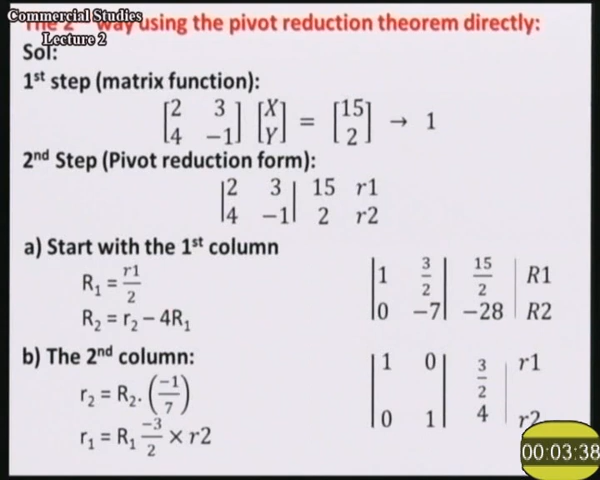 Commercial Studies
Lecture 2
The 2 way using the pivot reduction theorem directly:
Sol:
1st step (matrix function):
[2 3] [X] = [15] → 1
[4 −1] [Y] [2]
2nd Step (Pivot reduction form):
|2 3| 15 r1
|4 −1| 2 r2
a) Start with the 1st column
R1 = r1/2
R2 = r2 – 4R1
|1 3/2| 15/2 | R1
|0 −7| −28 | R2
b) The 2nd column:
r2 = R2. (−1/7)
r1 = R1 −3/2 × r2
|1 0| 3/2 | r1
|0 1| 4 | r2
00:03:38